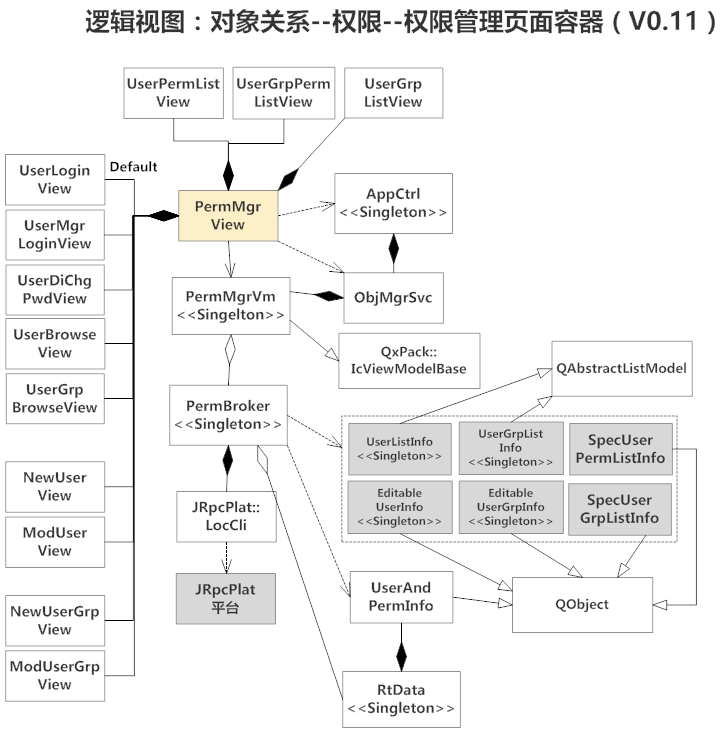 逻辑视图：对象关系--权限--权限管理页面容器（V0.11）
UserPermList
View
UserGrpPerm
ListView
UserGrp
ListView
Default
UserLogin
View
UserMgr
LoginView
UserDiChg
PwdView
UserBrowse
View
UserGrp
BrowseView
NewUser
View
ModUser
View
NewUserGrp
View
ModUserGrp
View
PermMgr
View
AppCtrl
<<Singleton>>
PermMgrVm
<<Singelton>>
ObjMgrSvc
QxPack::
IcViewModelBase
QAbstractListModel
PermBroker
<<Singleton>>
UserListInfo
<<Singleton>>
UserGrpList
Info
<<Singleton>>
SpecUser
PermListInfo
Editable
UserInfo
<<Singleton>>
Editable
UserGrpInfo
<<Singleton>>
SpecUser
GrpListInfo
JRpcPlat::
LocCli
JRpcPlat
平台
UserAnd
PermInfo
QObject
RtData
<<Singleton>>